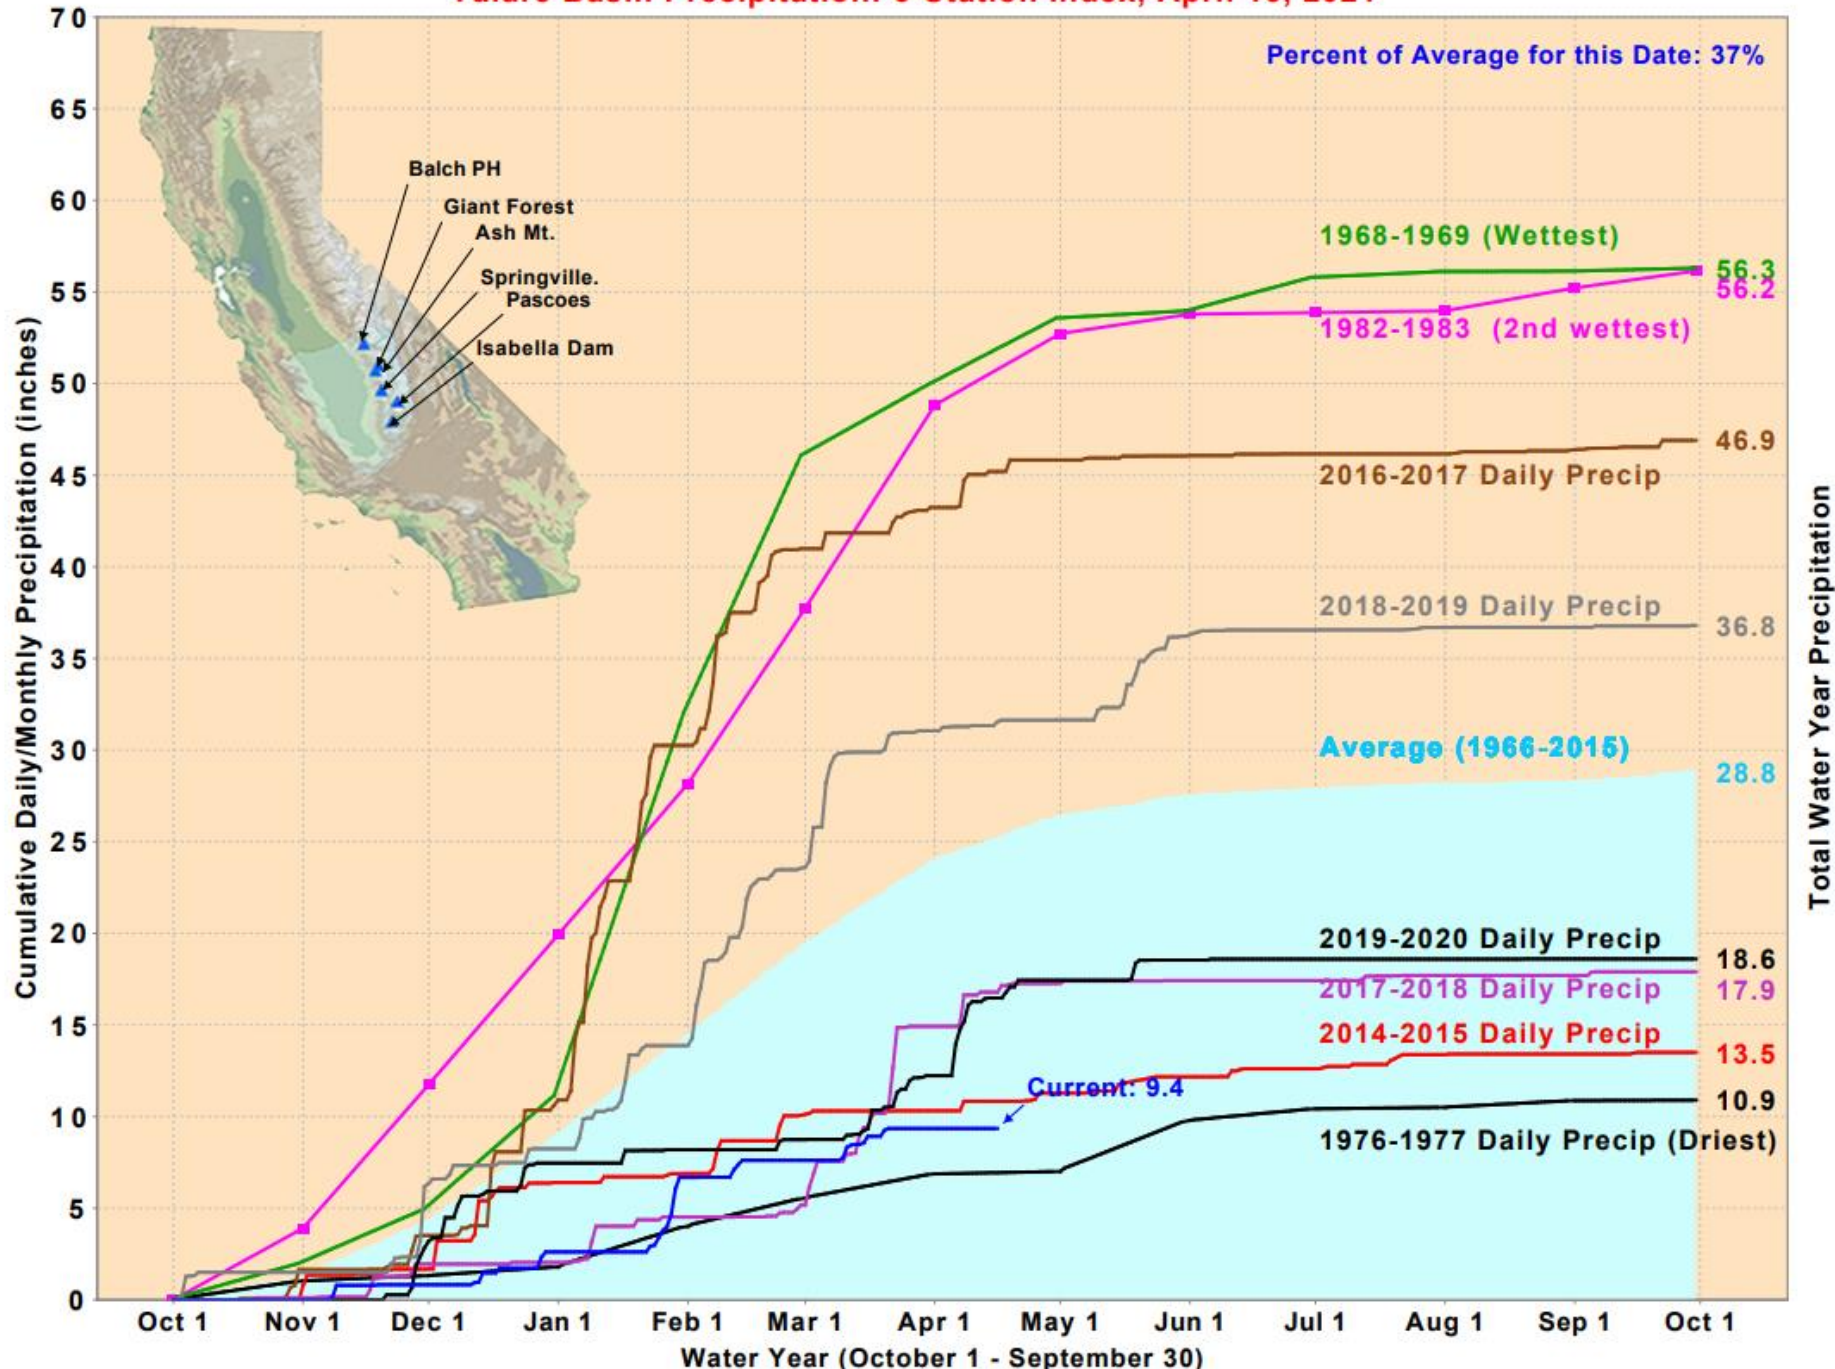 Percent of Average for this Date: 37%
70
65
60
55
50
45
40
35
30
25
20
15
10
5
0
Cumulative Daily/Monthly Precipitation (inches)
Balch PH
Giant Forest
Ash Mt.
Springville.
Pascoes
Isabella Dam
1968-1969 (Wettest)
56.3
56.2
1982-1983 (2nd wettest)
46.9
2016-2017 Daily Precip
2018-2019 Daily Precip
36.8
Average (1966-2015)
28.8
2019-2020 Daily Precip
18.6
2017-2018 Daily Precip
17.9
2014-2015 Daily Precip
13.5
Current: 9.4
10.9
1976-1977 Daily Precip (Driest)
Total Water Year Precipitation
Oct 1 Nov 1 Dec 1 Jan 1 Feb 1 Mar 1 Apr 1 May 1 Jun 1 Jul 1 Aug 1 Sep 1 Oct 1
Water Year (October 1 - September 30)